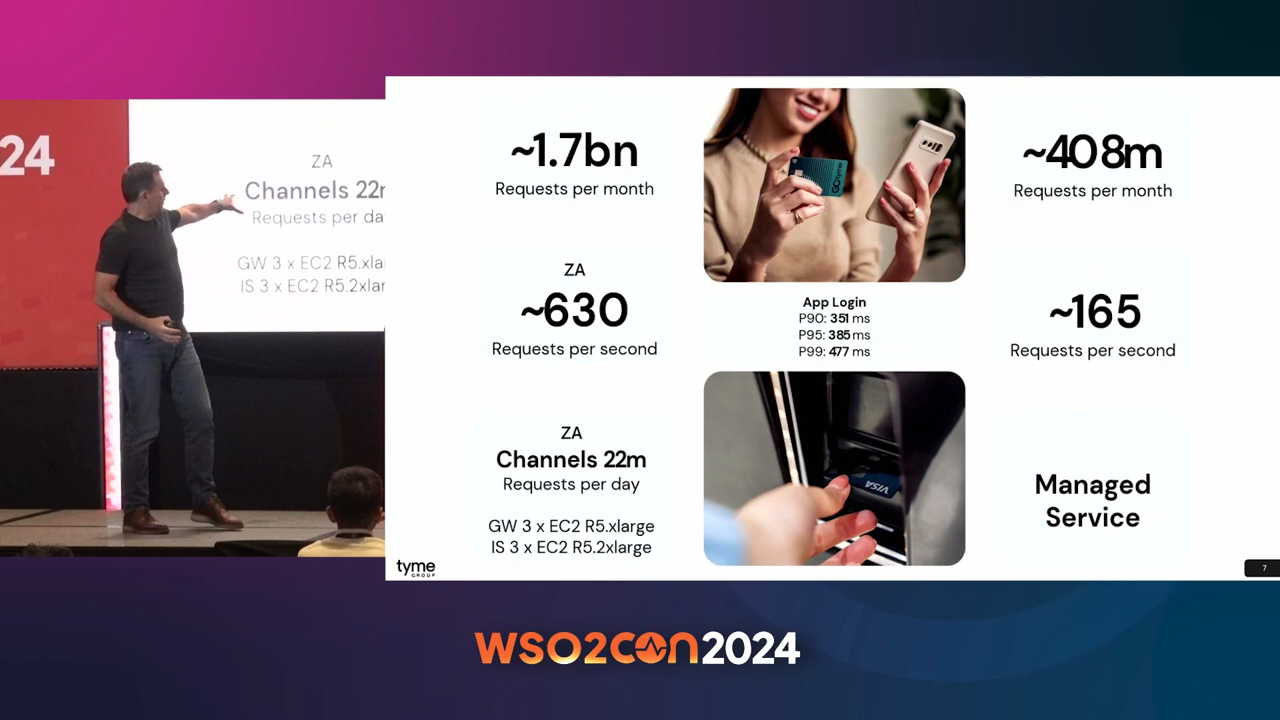 24
ZA
Channels 22m
Requests per da
GW 3 x EC2 R5.xlar
IS 3 x EC2 R5.2xlar
~1.7bn
Requests per month
ZA
~630
Requests per second
ZA
Channels 22m
Requests per day
GW 3 x EC2 R5.xlarge
IS 3 x EC2 R5.2xlarge
GOtyme
App Login
P90: 351 ms
P95: 385 ms
P99: 477 ms
VISA
~408m
Requests per month
~165
Requests per second
Managed
Service
tyme
GROUP
7
WSO2CON2024